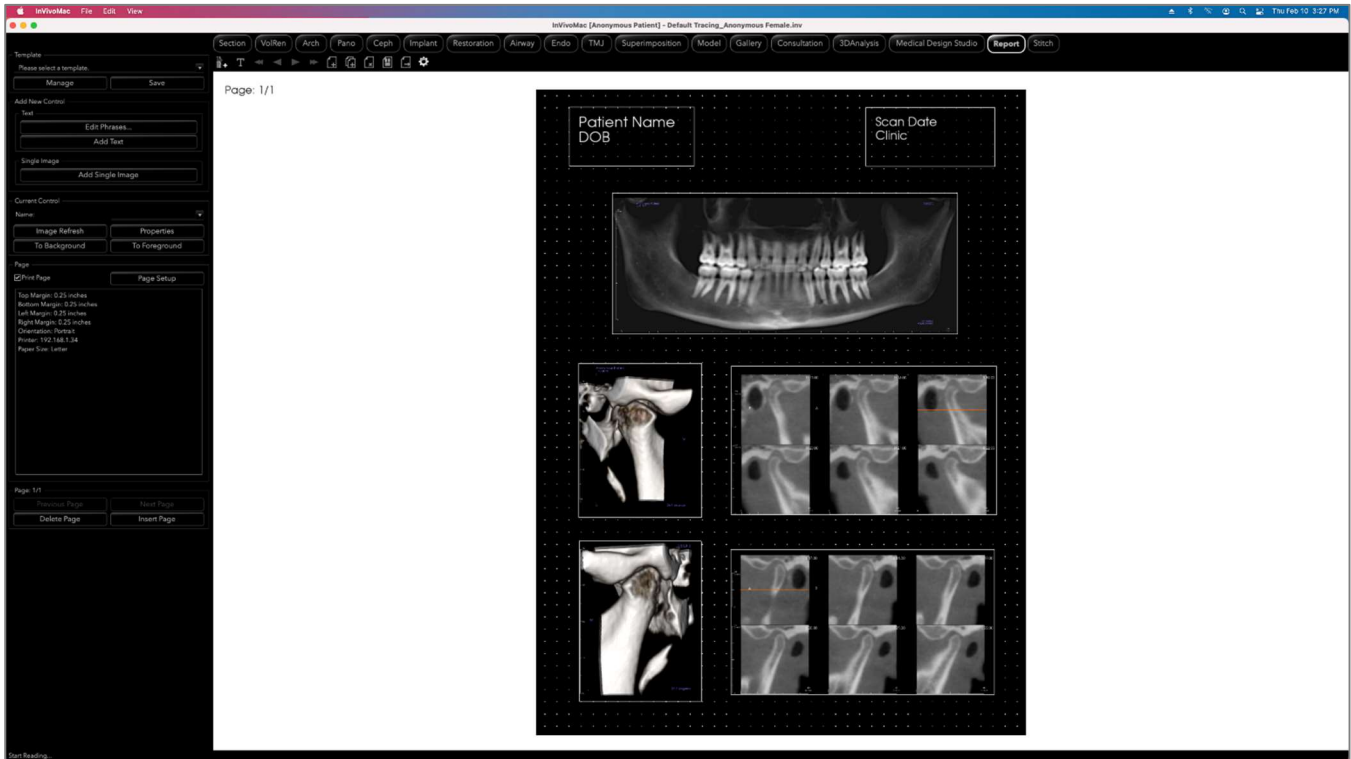 InVivoMac File Edit View
Thu Feb 10 3:27 PM
InVivoMac [Anonymous Patient] - Default Tracing_Anonymous Female.inv
Section VolRen Arch Pano Ceph Implant Restoration Airway Endo TMJ Superimposition Model Gallery Consultation 3DAnalysis Medical Design Studio Report Stitch
Template
Please select a template.
Manage Save
Add New Control
Text
Edit Phrases...
Add Text
Single Image
Add Single Image
Current Control
Name:
Image Refresh Properties
To Background To Foreground
Page
Print Page Page Setup
Top Margin: 0.25 inches
Bottom Margin: 0.25 inches
Left Margin: 0.25 inches
Right Margin: 0.25 inches
Orientation: Portrait
Printer: 192.168.1.34
Paper Size: Letter
Page: 1/1
Previous Page Next Page
Delete Page Insert Page
Start Reading...
Page: 1/1
Patient Name
DOB
Scan Date
Clinic